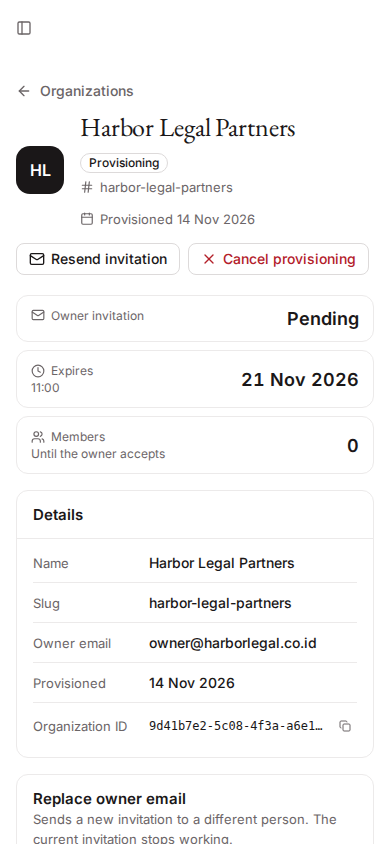 Organizations
Harbor Legal Partners
HL
Provisioning
# harbor-legal-partners
Provisioned 14 Nov 2026
Resend invitation
Cancel provisioning
Owner invitation
Pending
Expires
11:00
21 Nov 2026
Members
Until the owner accepts
0
Details
Name Harbor Legal Partners
Slug harbor-legal-partners
Owner email owner@harborlegal.co.id
Provisioned 14 Nov 2026
Organization ID 9d41b7e2-5c08-4f3a-a6e1…
Replace owner email
Sends a new invitation to a different person. The
current invitation stops working.